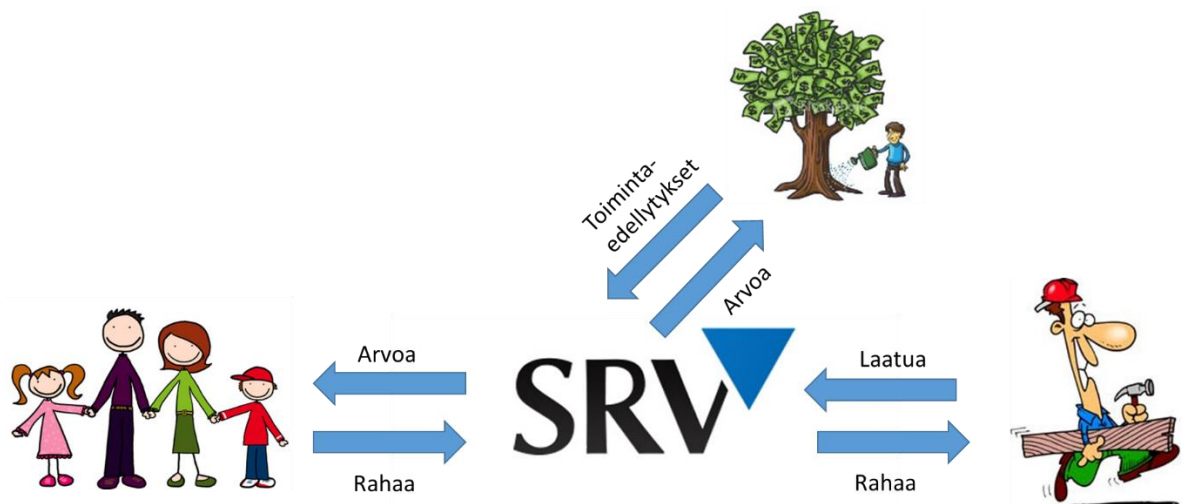 Toiminta-
edellytykset
Arvoa
Arvoa
Rahaa
SRV
Laatua
Rahaa